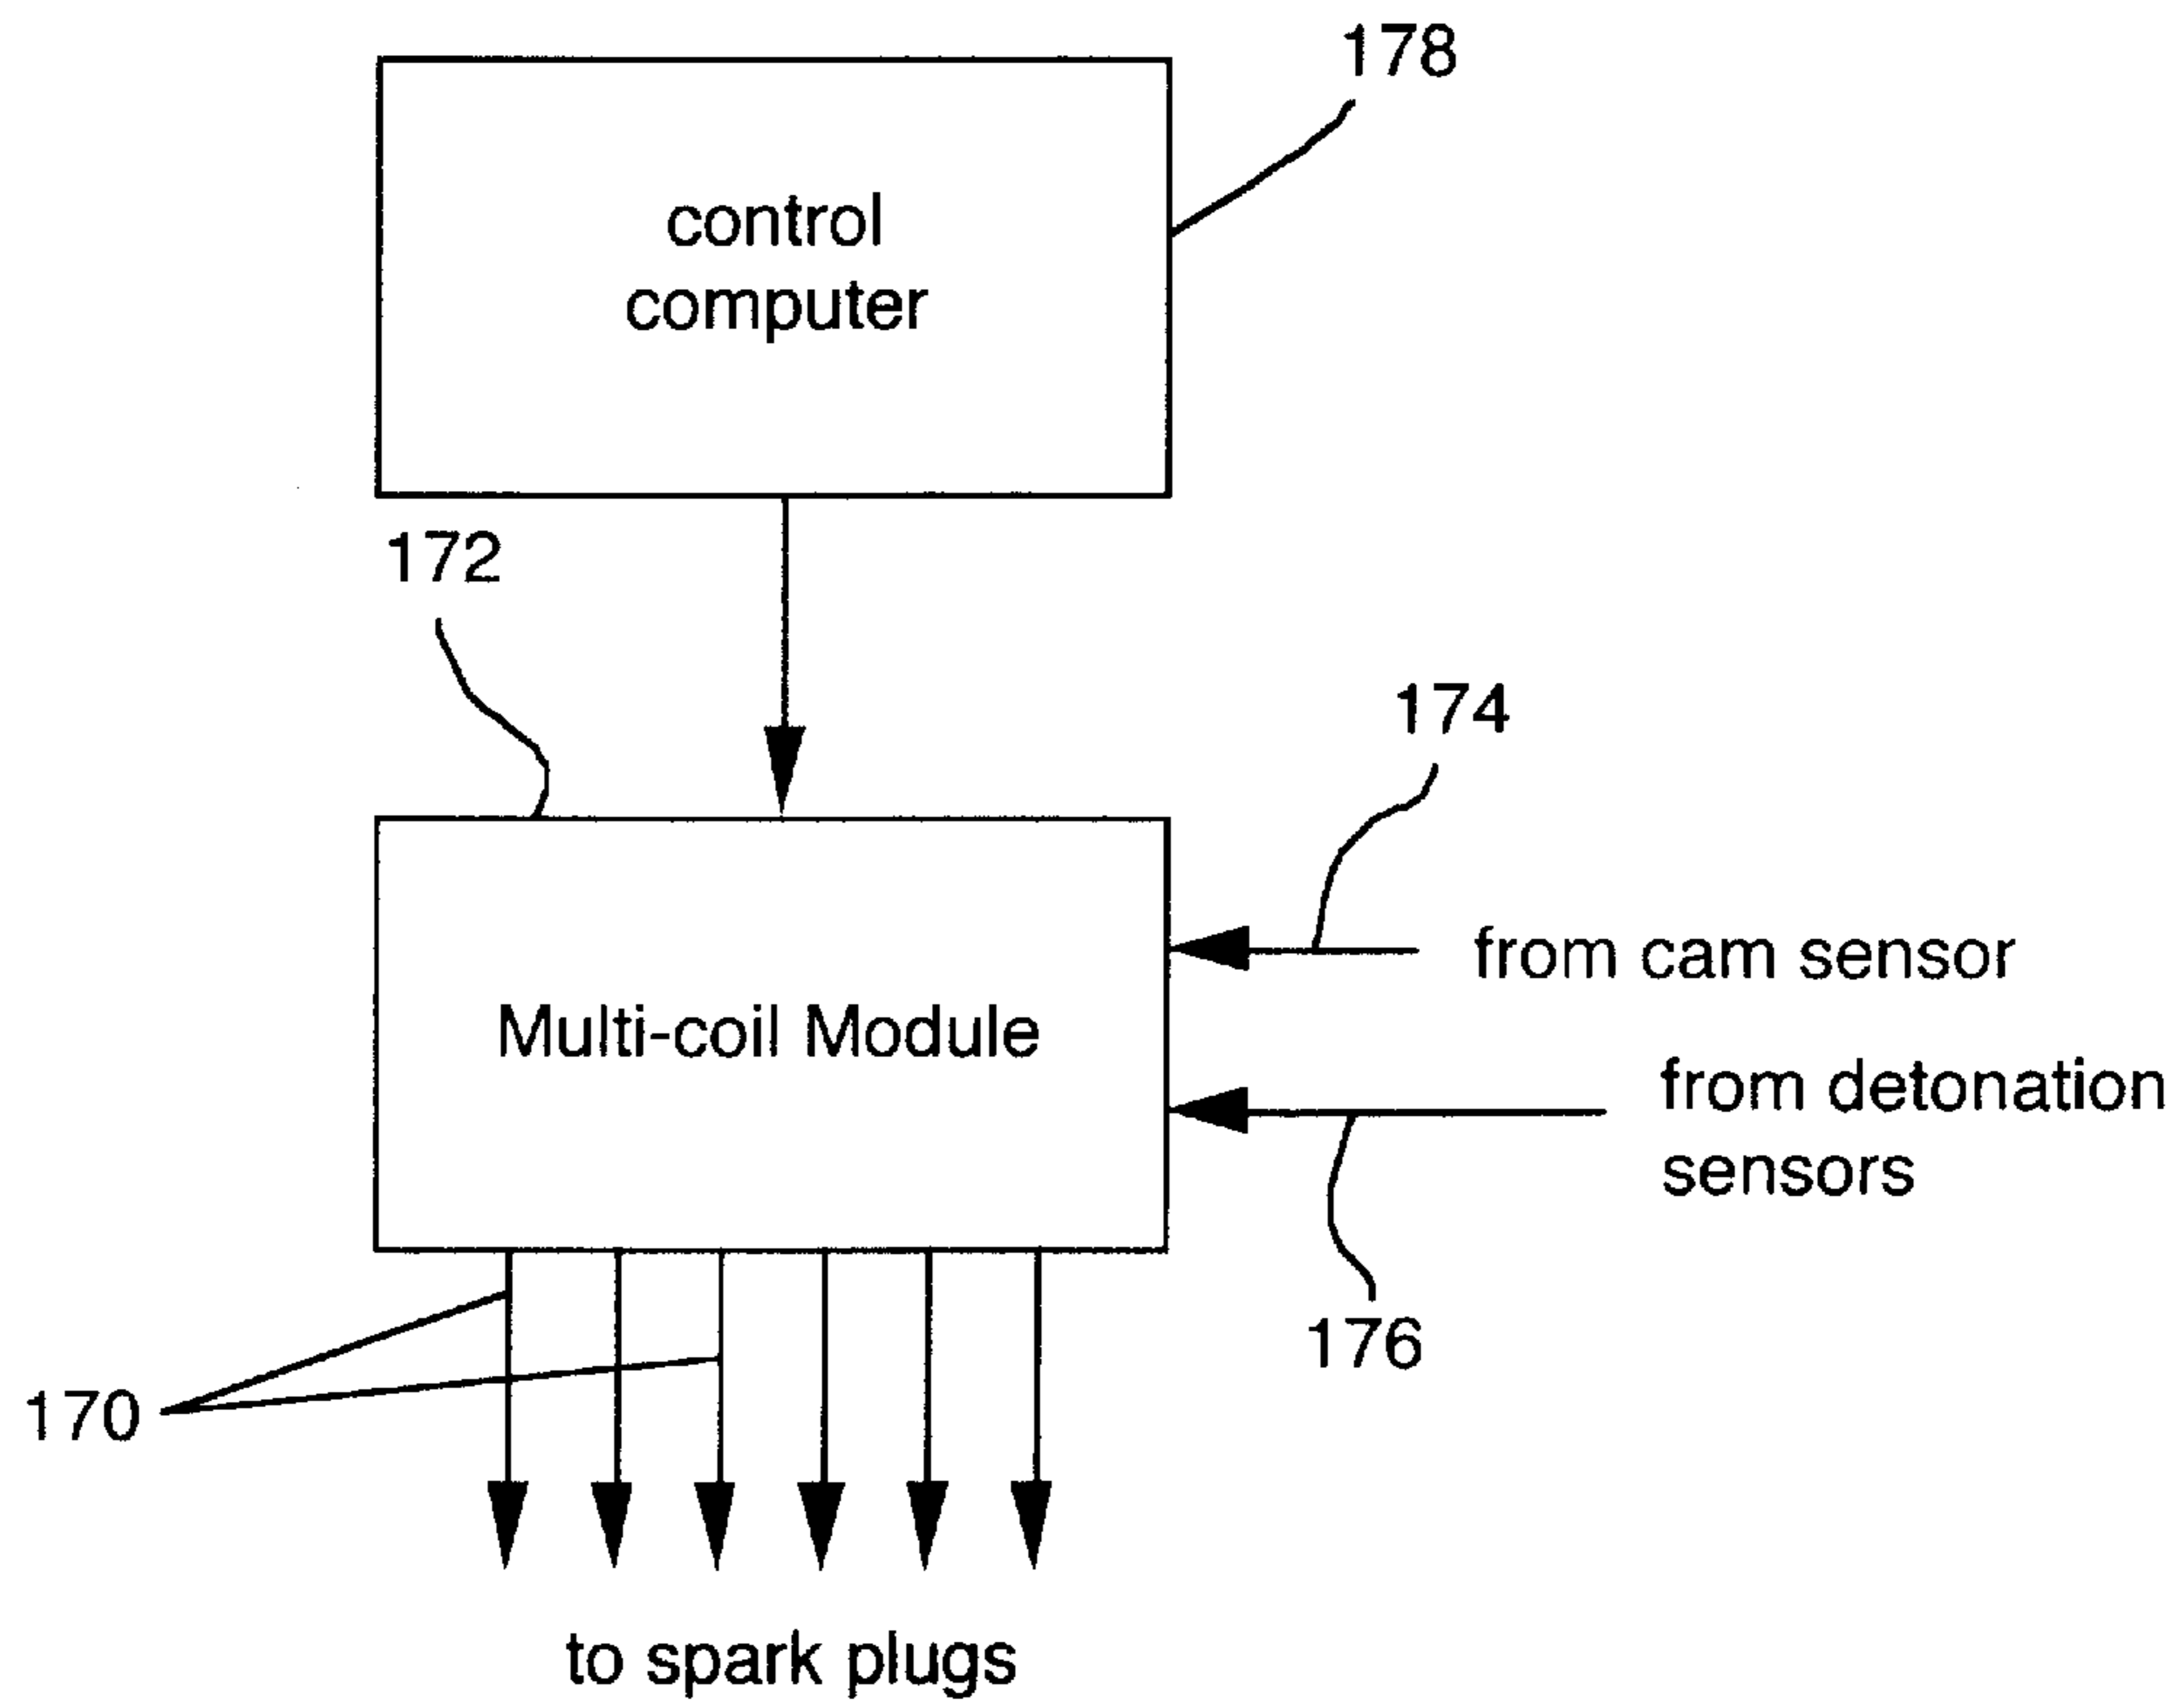 178
control
computer
172
174
from cam sensor
Multi-coil Module
from detonation
sensors
176
170
to spark plugs